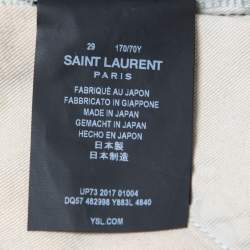 29 170/70Y
SAINT LAURENT
PARIS
FABRIQUÉ AU JAPON
FABBRICATO IN GIAPPONE
MADE IN JAPAN
GEMACHT IN JAPAN
HECHO EN JAPON
日本製
日本制造
UP73 2017 01004
DQ57 482998 Y883L 4840
YSL.COM